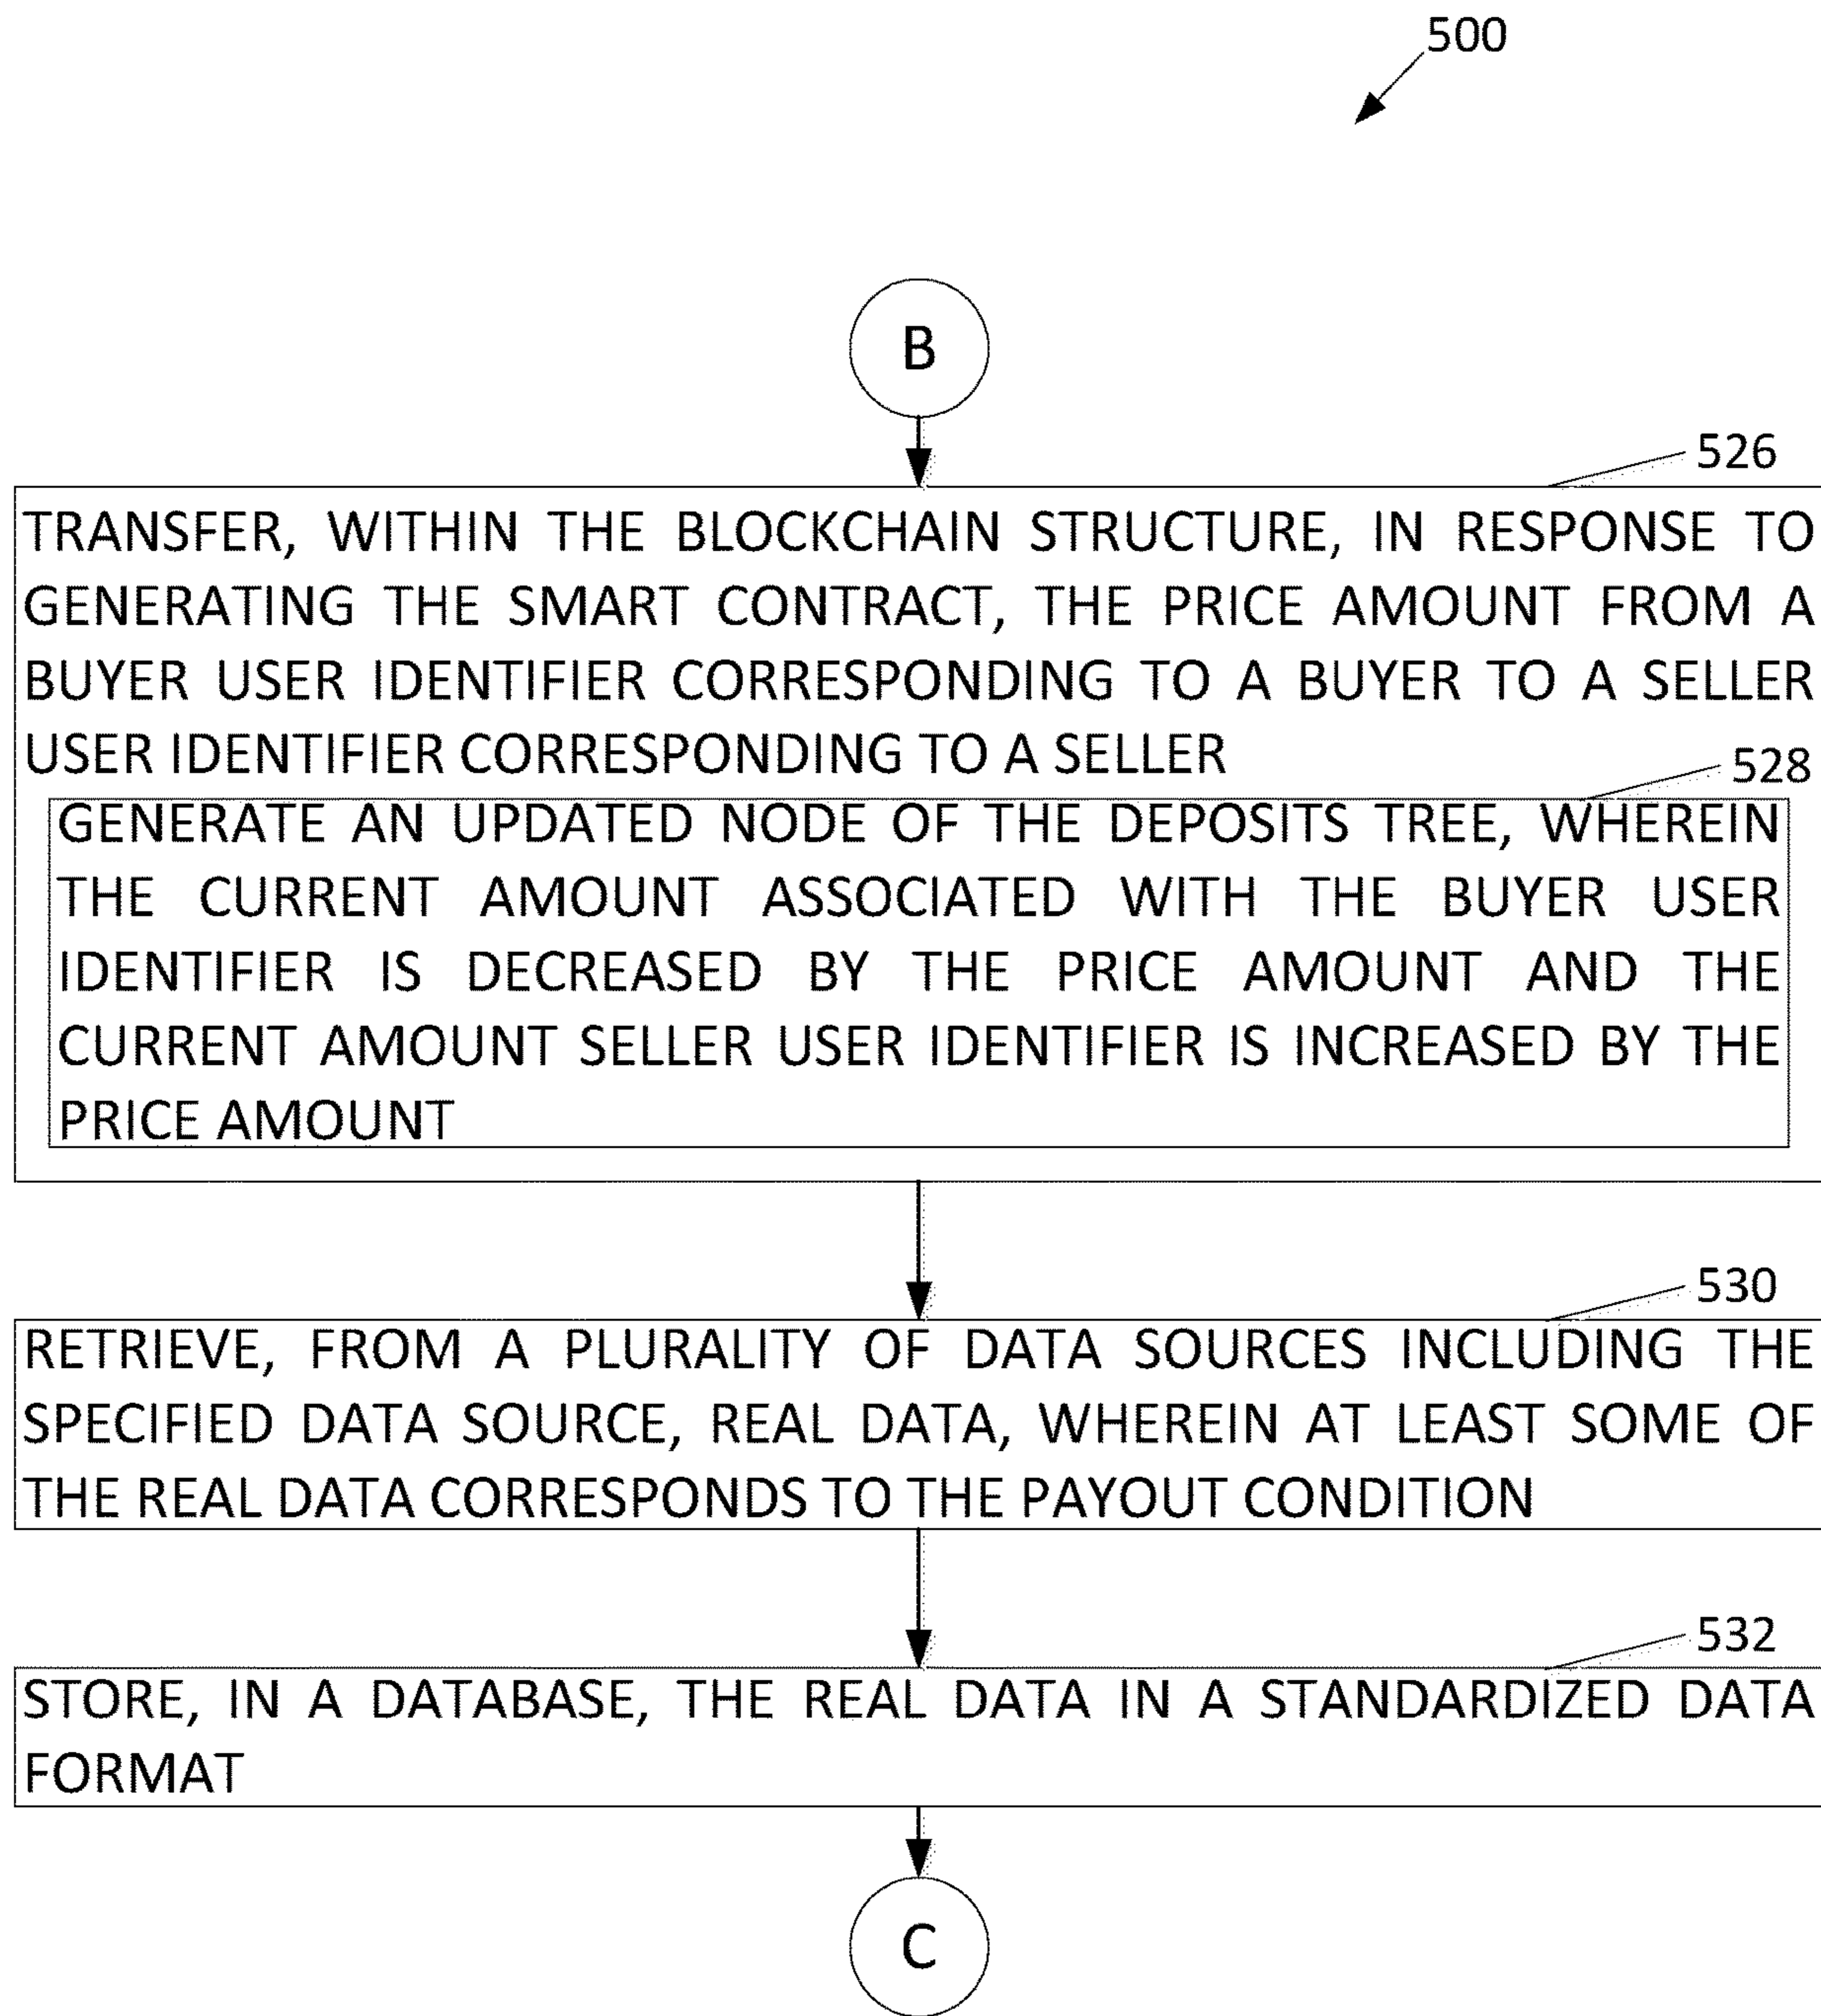 500
B
526
TRANSFER, WITHIN THE BLOCKCHAIN STRUCTURE, IN RESPONSE TO
GENERATING THE SMART CONTRACT, THE PRICE AMOUNT FROM A
BUYER USER IDENTIFIER CORRESPONDING TO A BUYER TO A SELLER
USER IDENTIFIER CORRESPONDING TO A SELLER
528
GENERATE AN UPDATED NODE OF THE DEPOSITS TREE, WHEREIN
THE CURRENT AMOUNT ASSOCIATED WITH THE BUYER USER
IDENTIFIER IS DECREASED BY THE PRICE AMOUNT AND THE
CURRENT AMOUNT SELLER USER IDENTIFIER IS INCREASED BY THE
PRICE AMOUNT
530
RETRIEVE, FROM A PLURALITY OF DATA SOURCES INCLUDING THE
SPECIFIED DATA SOURCE, REAL DATA, WHEREIN AT LEAST SOME OF
THE REAL DATA CORRESPONDS TO THE PAYOUT CONDITION
532
STORE, IN A DATABASE, THE REAL DATA IN A STANDARDIZED DATA
FORMAT
C